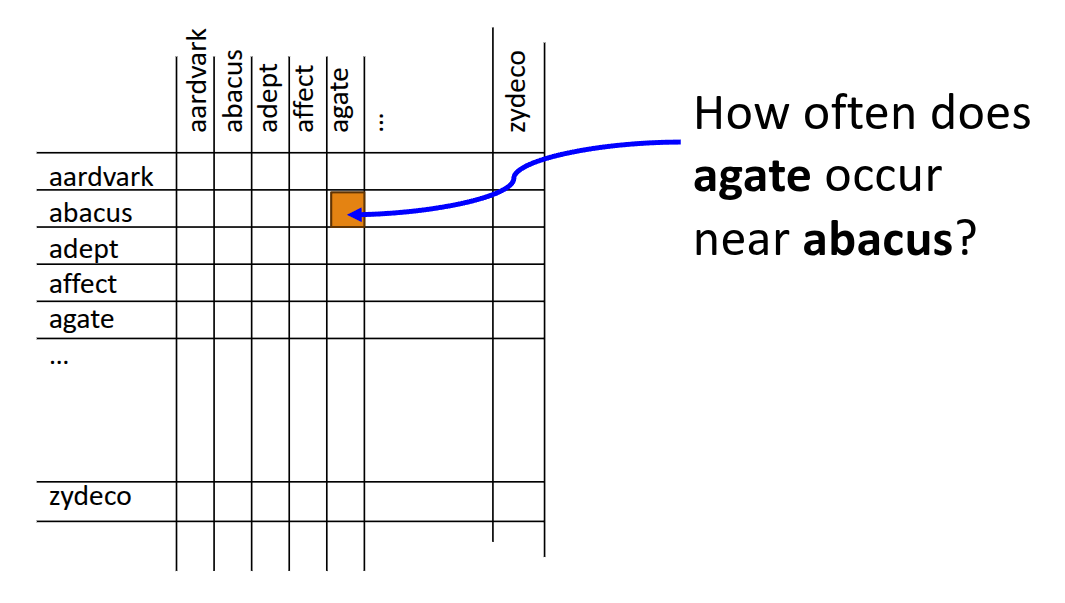 aardvark
abacus
adept
affect
agate
...
zydeco
aardvark
abacus
adept
affect
agate
...
zydeco
How often does
agate occur
near abacus?